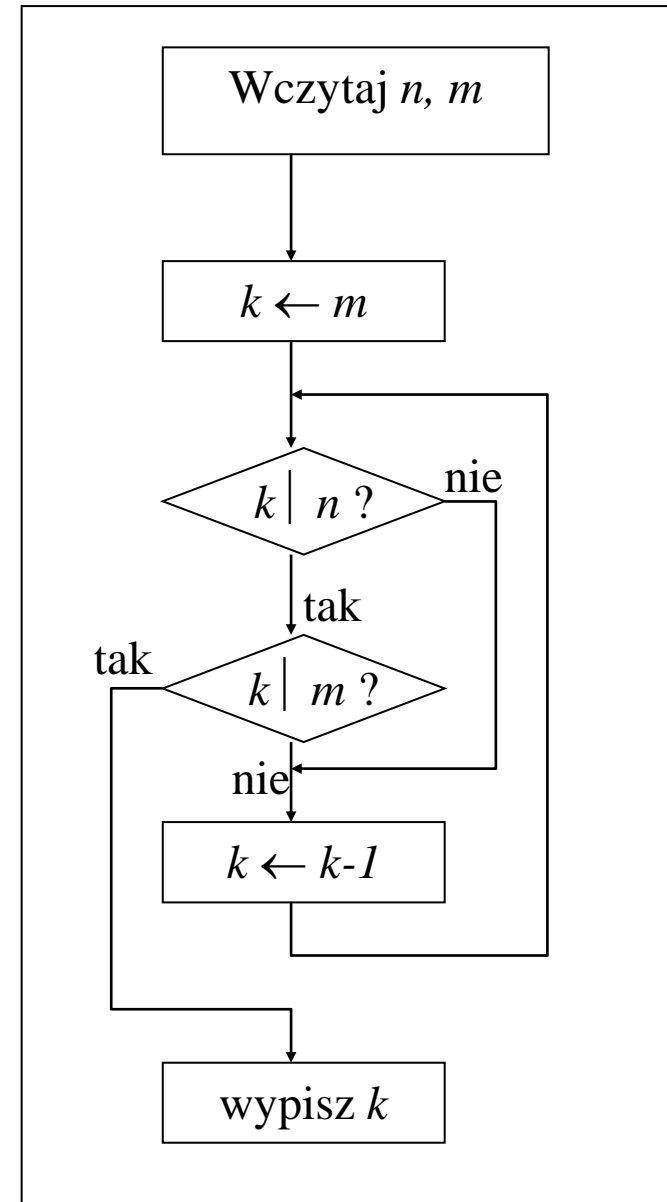 Wczytaj n, m
k ← m
k | n ?
nie
tak
tak
k | m ?
nie
k ← k-1
wypisz k